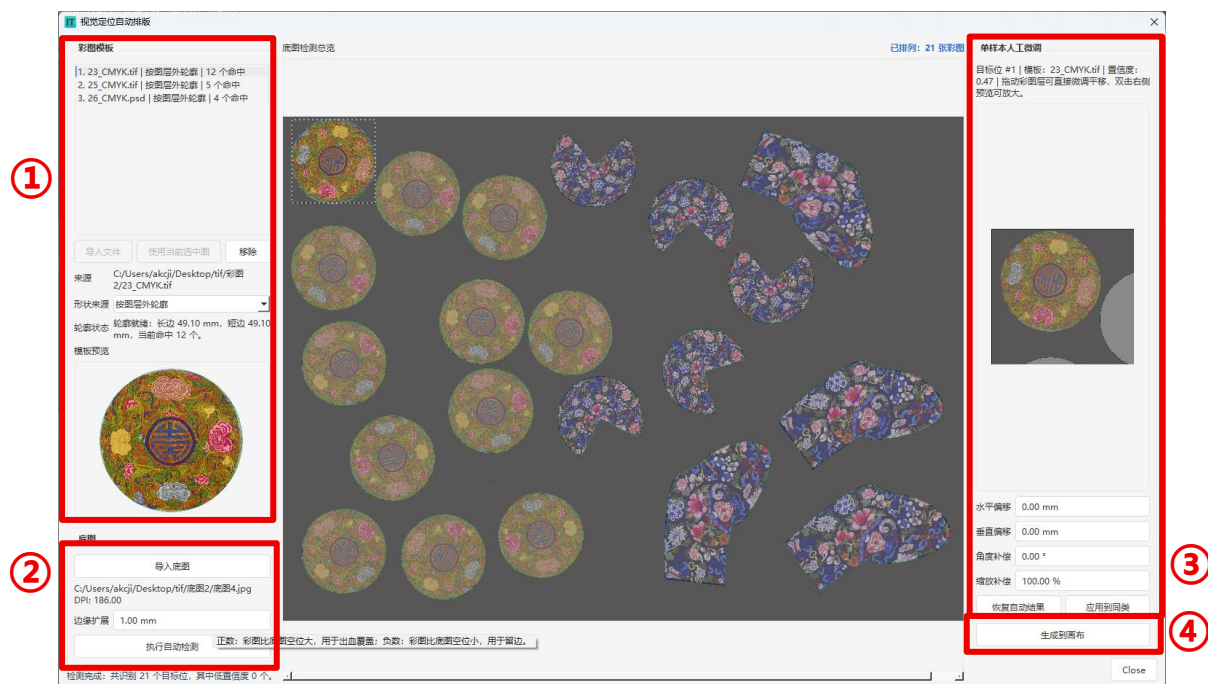 IT 视觉定位自动排版
彩图模板
1. 23_CMYK.tif | 按图层外轮廓 | 12 个命中
2. 25_CMYK.tif | 按图层外轮廓 | 5 个命中
3. 26_CMYK.psd | 按图层外轮廓 | 4 个命中
①
导入文件 使用当前选中图 移除
来源 C:/Users/akcji/Desktop/tif/彩图
2/23_CMYK.tif
形状来源 按图层外轮廓
轮廓状态 轮廓就绪：长边 49.10 mm，短边 49.10
mm，当前命中 12 个。
模板预览
底图
②
导入底图
C:/Users/akcji/Desktop/tif/底图2/底图4.jpg
DPI: 186.00
边缘扩展 1.00 mm
执行自动检测
正数：彩图比底图空位大，用于出血覆盖；负数：彩图比底图空位小，用于留边。
检测完成：共识别 21 个目标位，其中低置信度 0 个。
底图检测总览
已排列：21 张彩图
单样本人工微调
目标位 #1 | 模板：23_CMYK.tif | 置信度：
0.47 | 拖动彩图层可直接微调平移，双击右侧
预览可放大。
水平偏移 0.00 mm
垂直偏移 0.00 mm
角度补偿 0.00 °
③
缩放补偿 100.00 %
恢复自动结果 应用到同类
生成到画布
④
Close